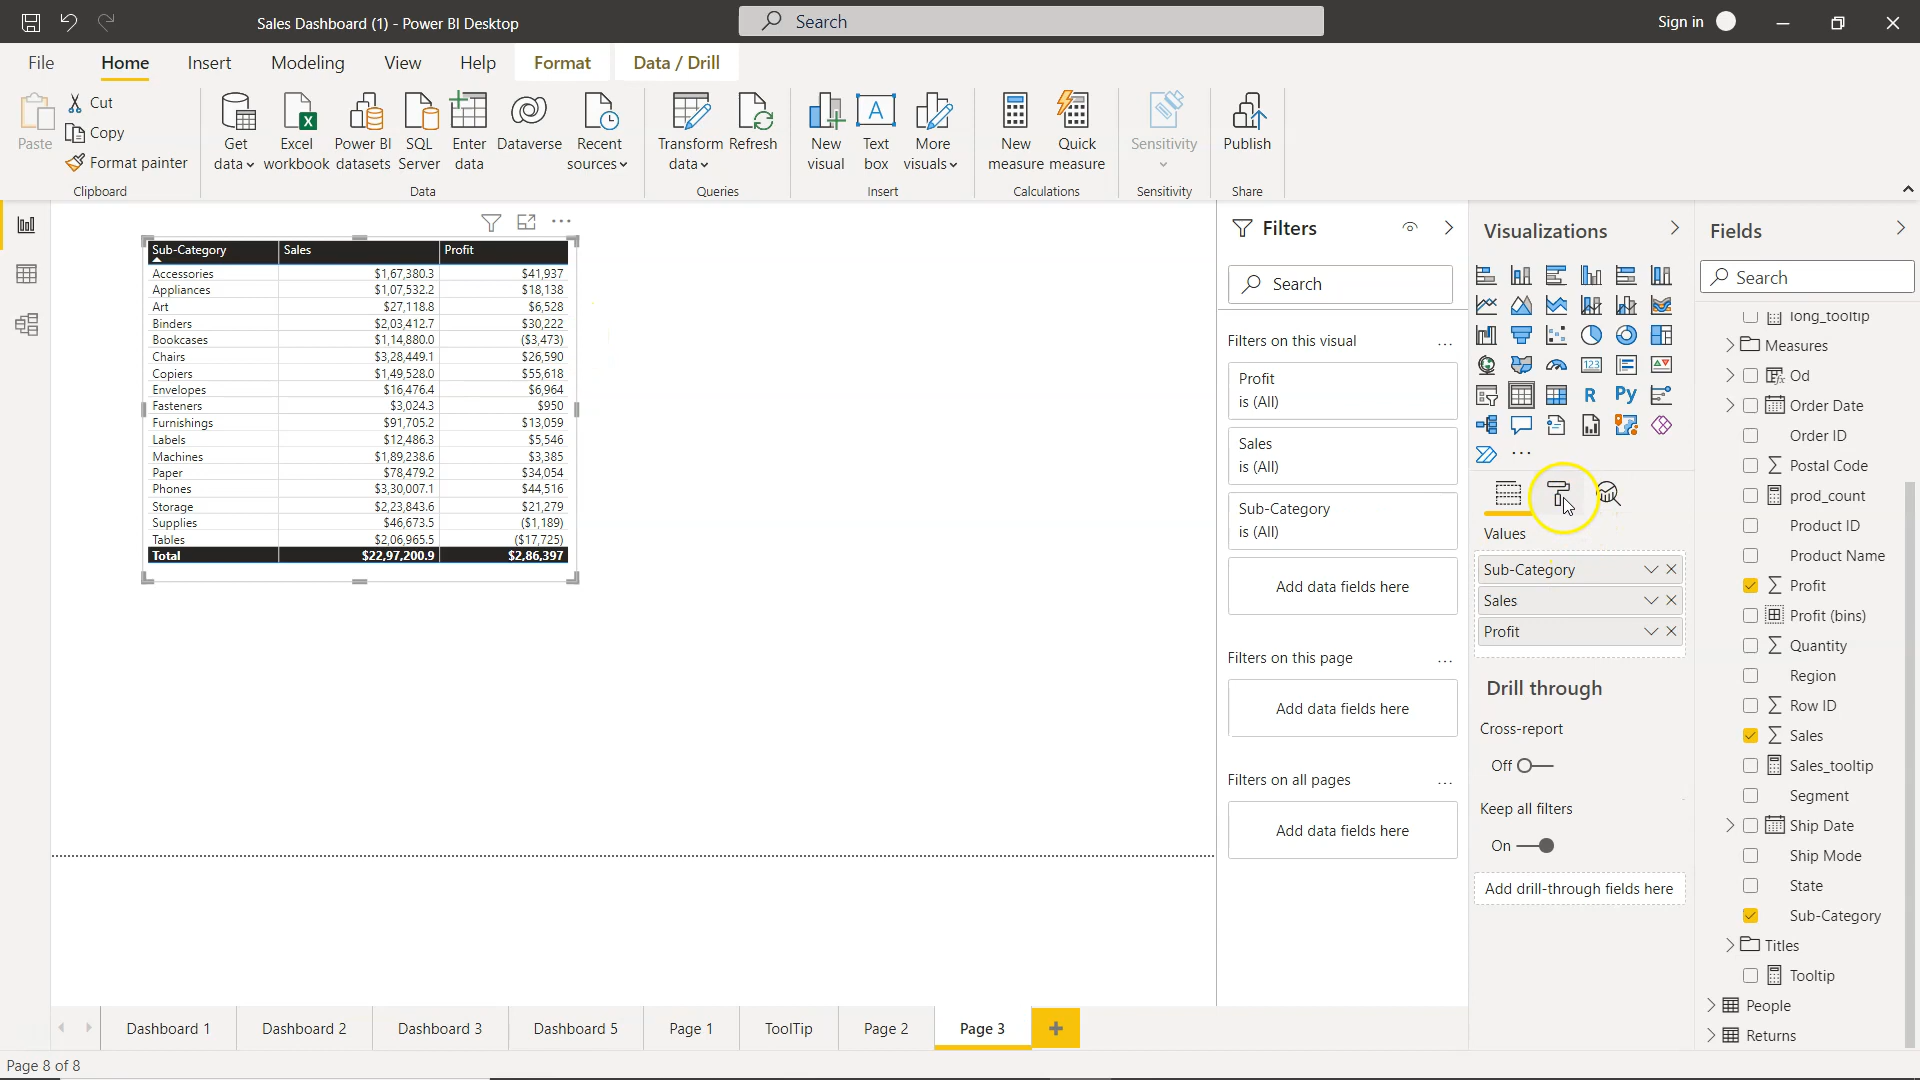 Sales Dashboard (1) - Power BI Desktop
Search
Sign in
File
Home
Insert
Modeling
View
Help
Format
Data / Drill
Paste
Cut
Copy
Format painter
Clipboard
Get data
Excel workbook
Power BI datasets
SQL Server
Enter data
Dataverse
Recent sources
Data
Transform data
Refresh
Queries
New visual
Text box
More visuals
Insert
New measure
Quick measure
Calculations
Sensitivity
Sensitivity
Publish
Share
Sub-Category Sales Profit
Accessories $1,67,380.3 $41,937
Appliances $1,07,532.2 $18,138
Art $27,118.8 $6,528
Binders $2,03,412.7 $30,222
Bookcases $1,14,880.0 ($3,473)
Chairs $3,28,449.1 $26,590
Copiers $1,49,528.0 $55,618
Envelopes $16,476.4 $6,964
Fasteners $3,024.3 $950
Furnishings $91,705.2 $13,059
Labels $12,486.3 $5,546
Machines $1,89,238.6 $3,385
Paper $78,479.2 $34,054
Phones $3,30,007.1 $44,516
Storage $2,23,843.6 $21,279
Supplies $46,673.5 ($1,189)
Tables $2,06,965.5 ($17,725)
Total $22,97,200.9 $2,86,397
Filters
Search
Filters on this visual ...
Profit
is (All)
Sales
is (All)
Sub-Category
is (All)
Add data fields here
Filters on this page ...
Add data fields here
Filters on all pages ...
Add data fields here
Visualizations
123
R
Py
...
Values
Sub-Category
Sales
Profit
Drill through
Cross-report
Off
Keep all filters
On
Add drill-through fields here
Fields
Search
long_tooltip
Measures
Od
Order Date
Order ID
Postal Code
prod_count
Product ID
Product Name
Profit
Profit (bins)
Quantity
Region
Row ID
Sales
Sales_tooltip
Segment
Ship Date
Ship Mode
State
Sub-Category
Titles
Tooltip
People
Returns
Dashboard 1
Dashboard 2
Dashboard 3
Dashboard 5
Page 1
ToolTip
Page 2
Page 3
Page 8 of 8